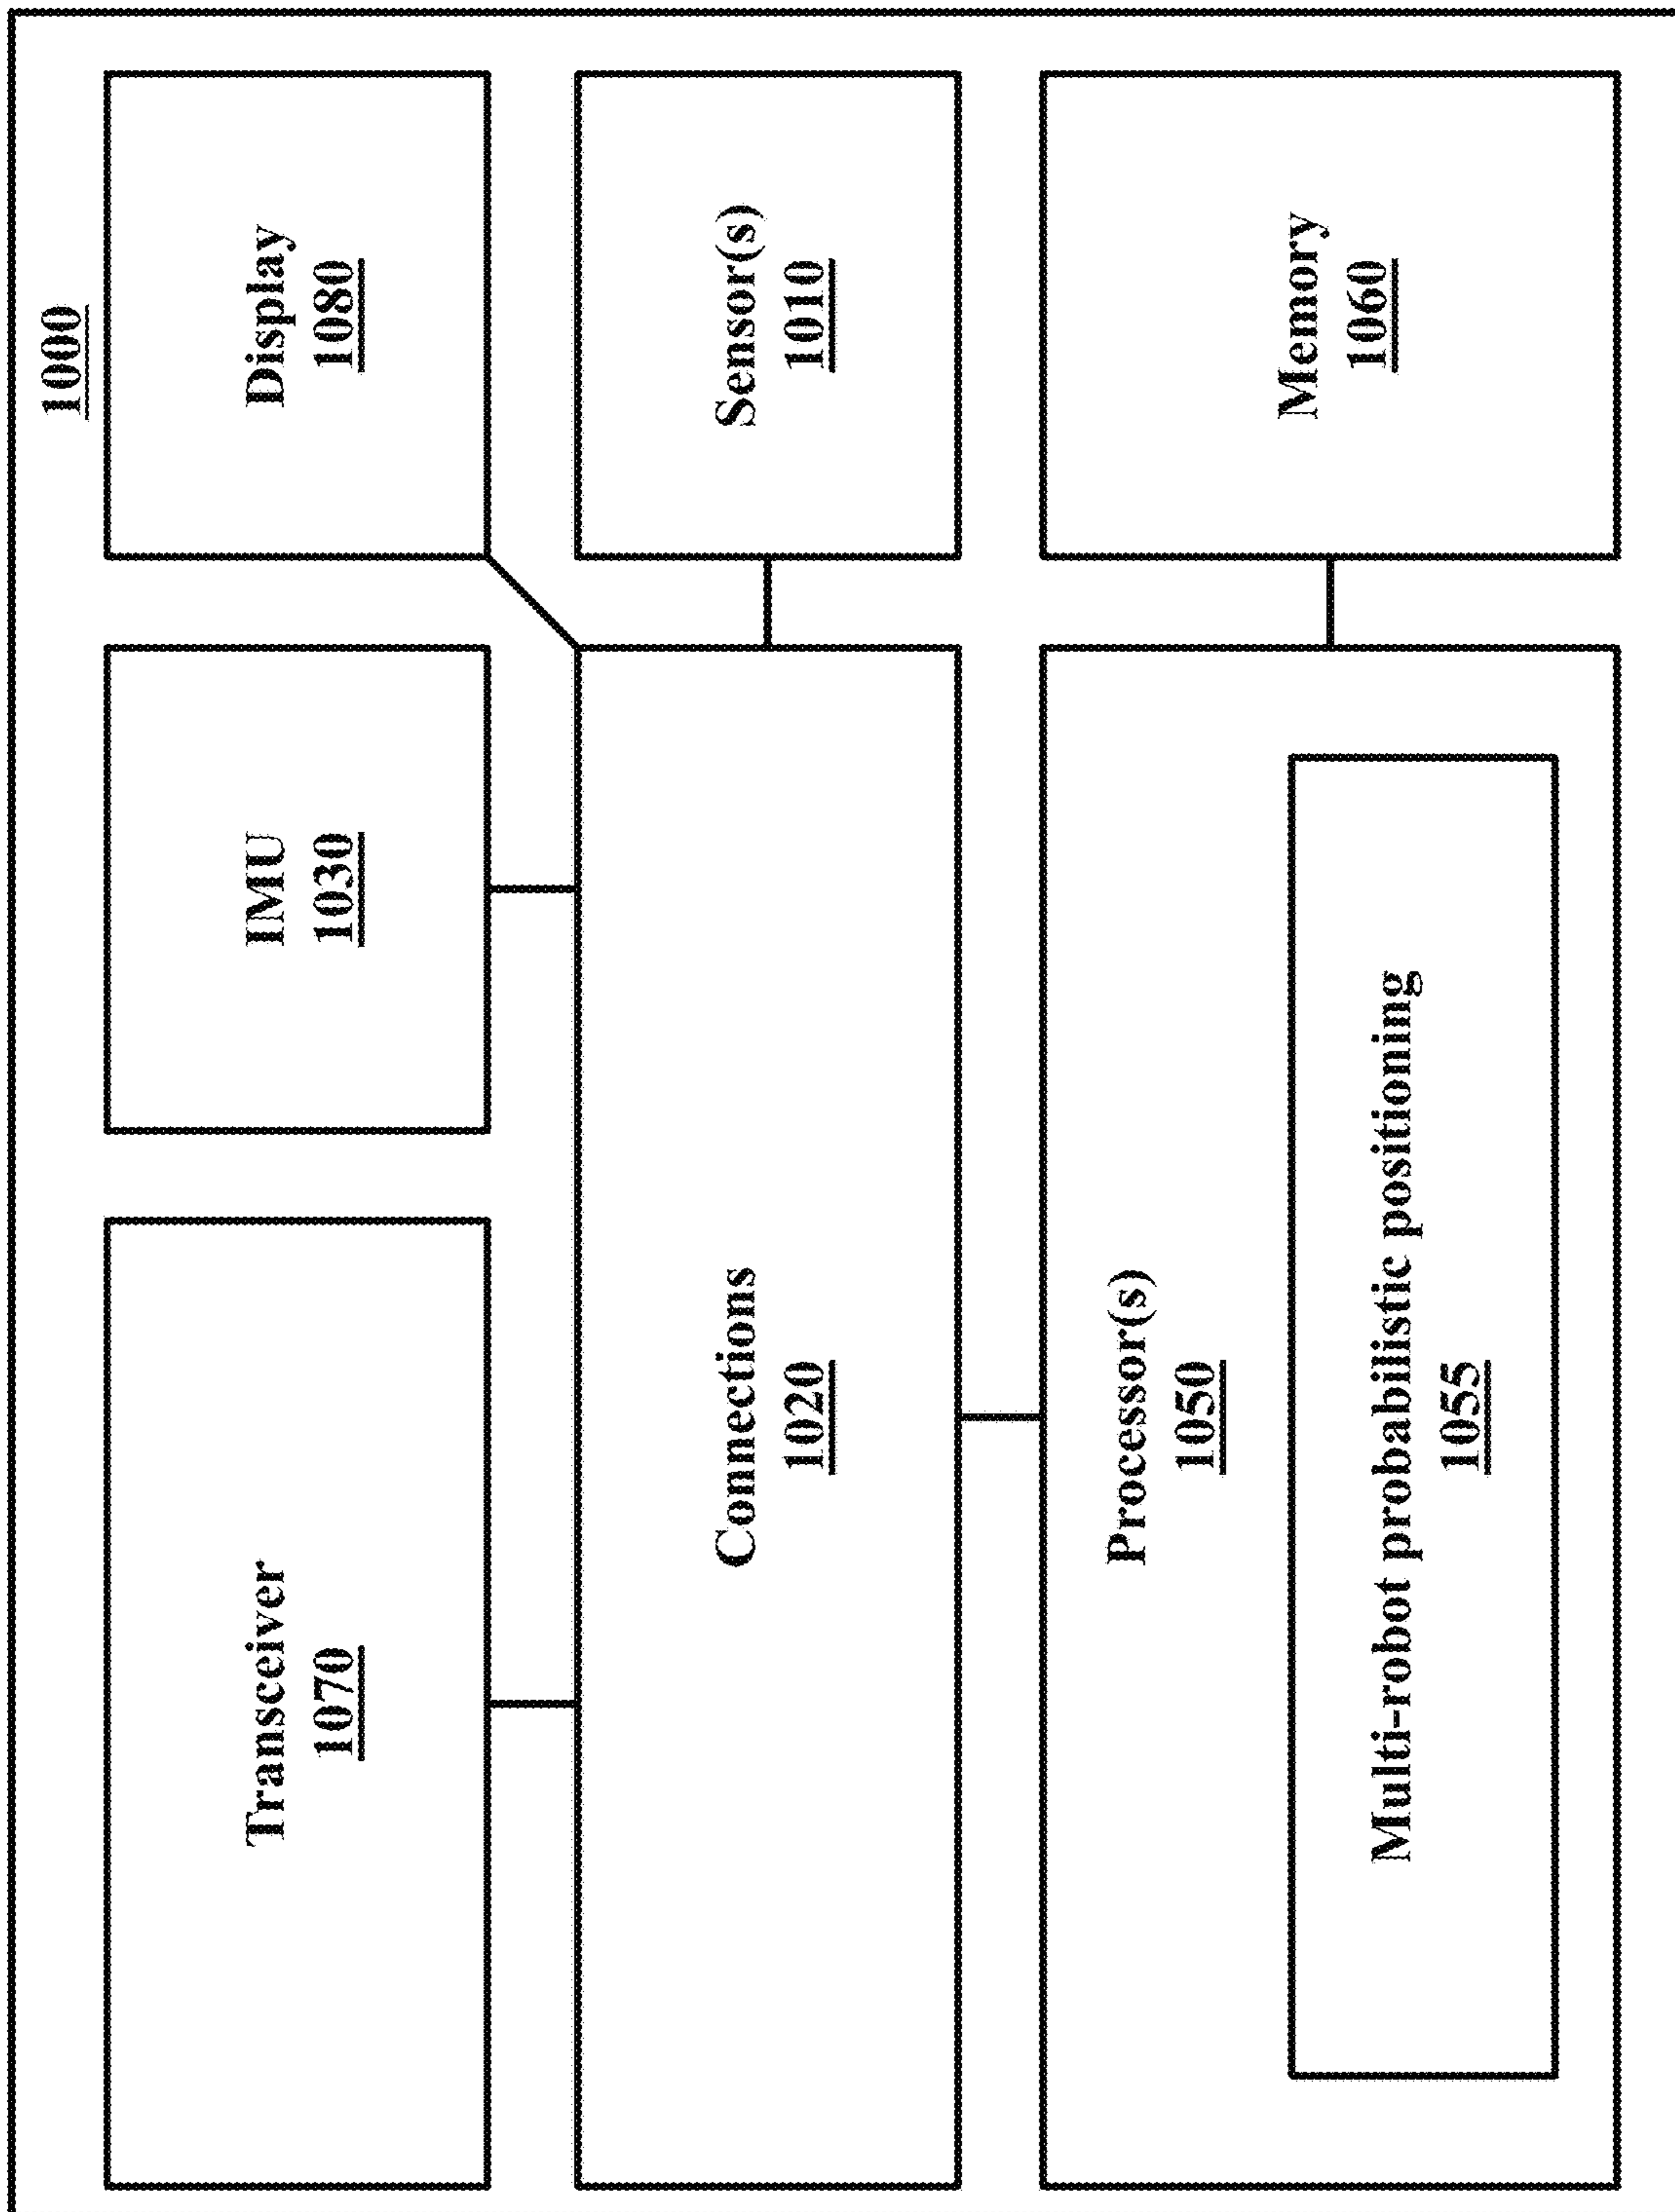 1000
Transceiver
1070
IMU
1030
Display
1080
Connections
1020
Sensor(s)
1010
Processor(s)
1050
Multi-robot probabilistic positioning
1055
Memory
1060